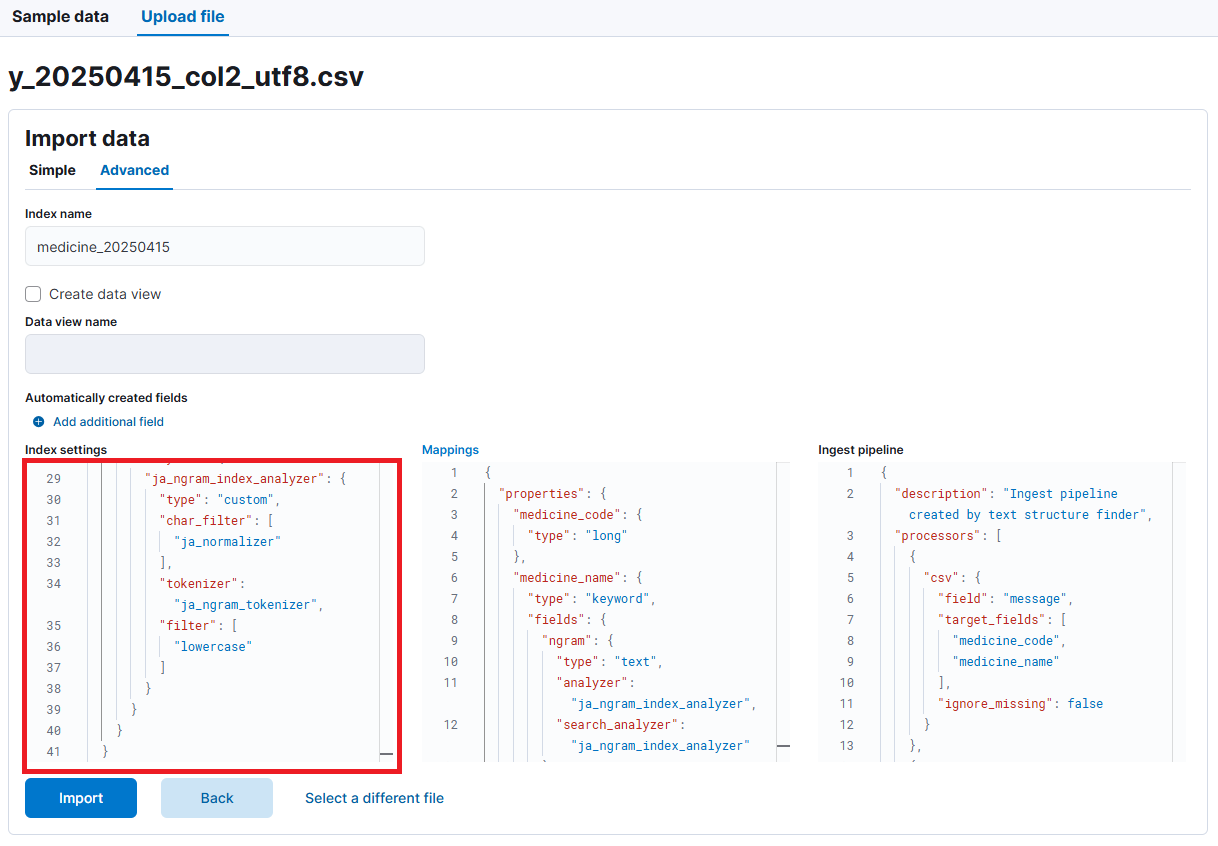 Sample data
Upload file
y_20250415_col2_utf8.csv
Import data
Simple
Advanced
Index name
medicine_20250415
Create data view
Data view name
Automatically created fields
Add additional field
Index settings
29 "ja_ngram_index_analyzer": {
30 "type": "custom",
31 "char_filter": [
32 "ja_normalizer"
33 ],
34 "tokenizer":
"ja_ngram_tokenizer",
35 "filter": [
36 "lowercase"
37 ]
38 }
39 }
40 }
41 }
Mappings
1 {
2 "properties": {
3 "medicine_code": {
4 "type": "long"
5 },
6 "medicine_name": {
7 "type": "keyword",
8 "fields": {
9 "ngram": {
10 "type": "text",
11 "analyzer":
"ja_ngram_index_analyzer",
12 "search_analyzer":
"ja_ngram_index_analyzer"
Ingest pipeline
1 {
2 "description": "Ingest pipeline
created by text structure finder",
3 "processors": [
4 {
5 "csv": {
6 "field": "message",
7 "target_fields": [
8 "medicine_code",
9 "medicine_name"
10 ],
11 "ignore_missing": false
12 }
13 },
Import
Back
Select a different file